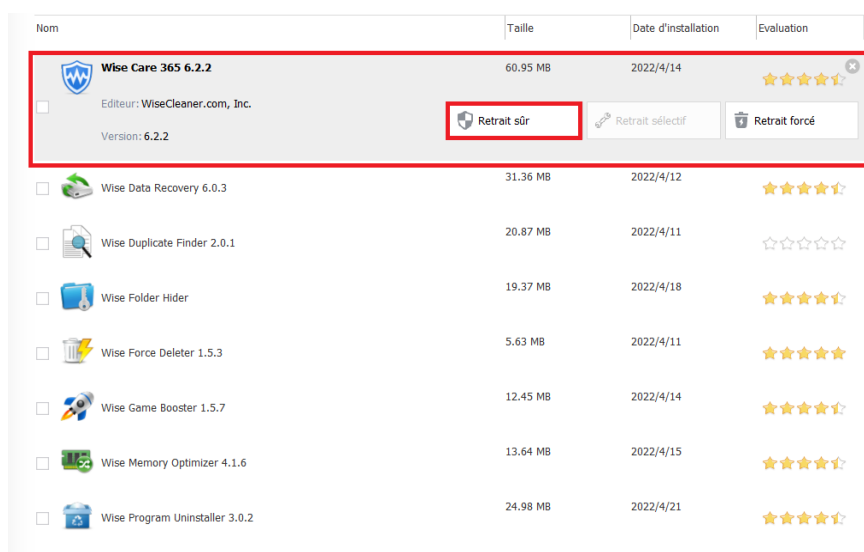 Nom Taille Date d'installation Evaluation
Wise Care 365 6.2.2 60.95 MB 2022/4/14
Editeur: WiseCleaner.com, Inc.
Retrait sûr Retrait sélectif Retrait forcé
Version: 6.2.2
Wise Data Recovery 6.0.3 31.36 MB 2022/4/12
Wise Duplicate Finder 2.0.1 20.87 MB 2022/4/11
Wise Folder Hider 19.37 MB 2022/4/18
Wise Force Deleter 1.5.3 5.63 MB 2022/4/11
Wise Game Booster 1.5.7 12.45 MB 2022/4/14
Wise Memory Optimizer 4.1.6 13.64 MB 2022/4/15
Wise Program Uninstaller 3.0.2 24.98 MB 2022/4/21